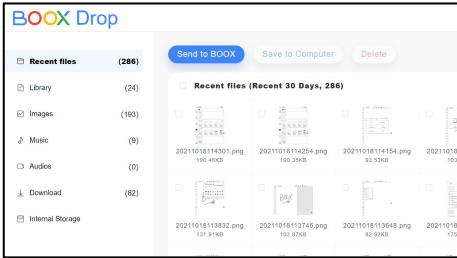 BOOX Drop
Send to BOOX Save to Computer Delete
Recent files (286)
Library (24)
Images (193)
Music (9)
Audios (0)
Download (82)
Internal Storage
Recent files (Recent 30 Days, 286)
20211018114301.png 20211018114254.png 20211018114154.png
190.46KB 190.35KB 93.53KB
20211018113832.png 20211018113746.png 20211018113648.png
131.91KB 102.87KB 82.92KB